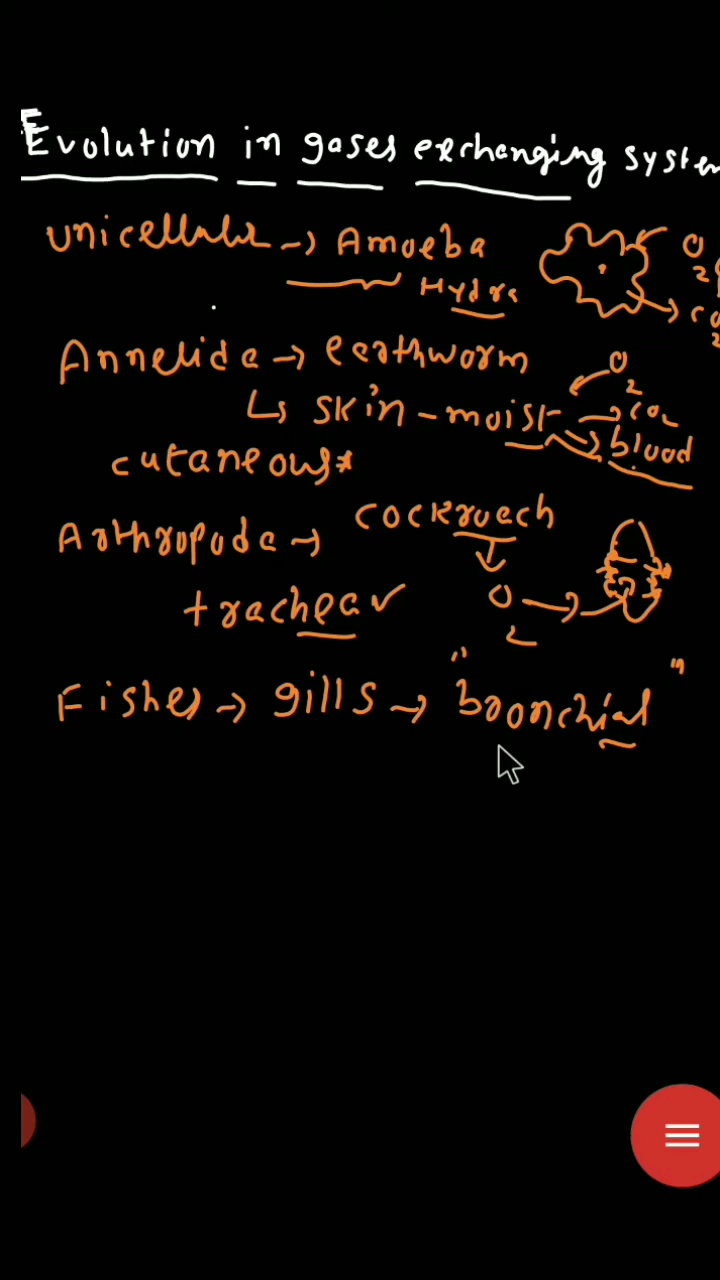 Evolution in gases exchanging system
Unicellular → Amoeba
Hydra
O2
CO2
Annelida → earthworm
↳ skin - moist → CO2
O2
blood
cutaneous*
Arthropoda → cockroach
trachea ✓
O2
Fishes → gills → "bronchial"